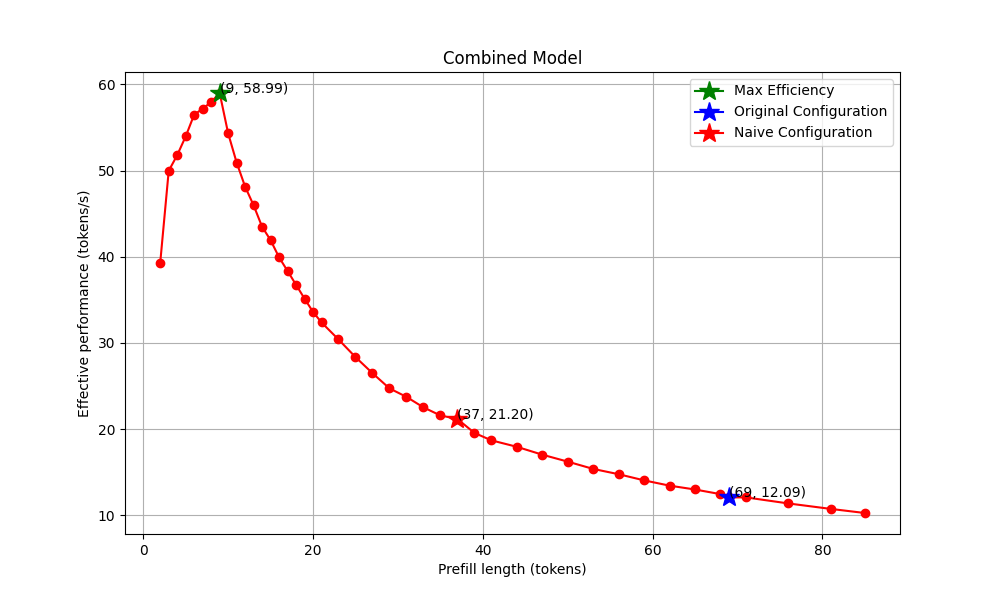 Combined Model
Effective performance (tokens/s)
60
50
40
30
20
10
(9, 58.99)
(37, 21.20)
(69, 12.09)
Max Efficiency
Original Configuration
Naive Configuration
0
20
40
60
80
Prefill length (tokens)